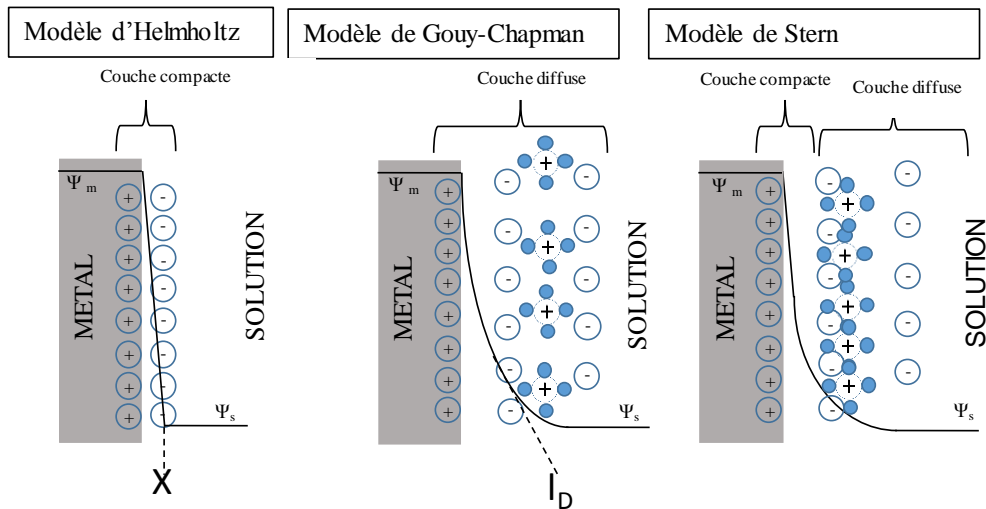 Modèle d'Helmholtz
Couche compacte
Ψm
+ -
+ -
+ -
+ -
+ -
+ -
+ -
+ -
METAL
SOLUTION
Ψs
X
Modèle de Gouy-Chapman
Couche diffuse
Ψm
+
+
+
+
+
+
+
+
+
- -
- -
+
- -
+
- -
- -
+
-
METAL
SOLUTION
Ψs
lD
Modèle de Stern
Couche compacte
Couche diffuse
Ψm
+
+
+
+
+
+
+
+
- -
+
- -
+
- -
+
- -
+
- -
+
-
METAL
SOLUTION
Ψs